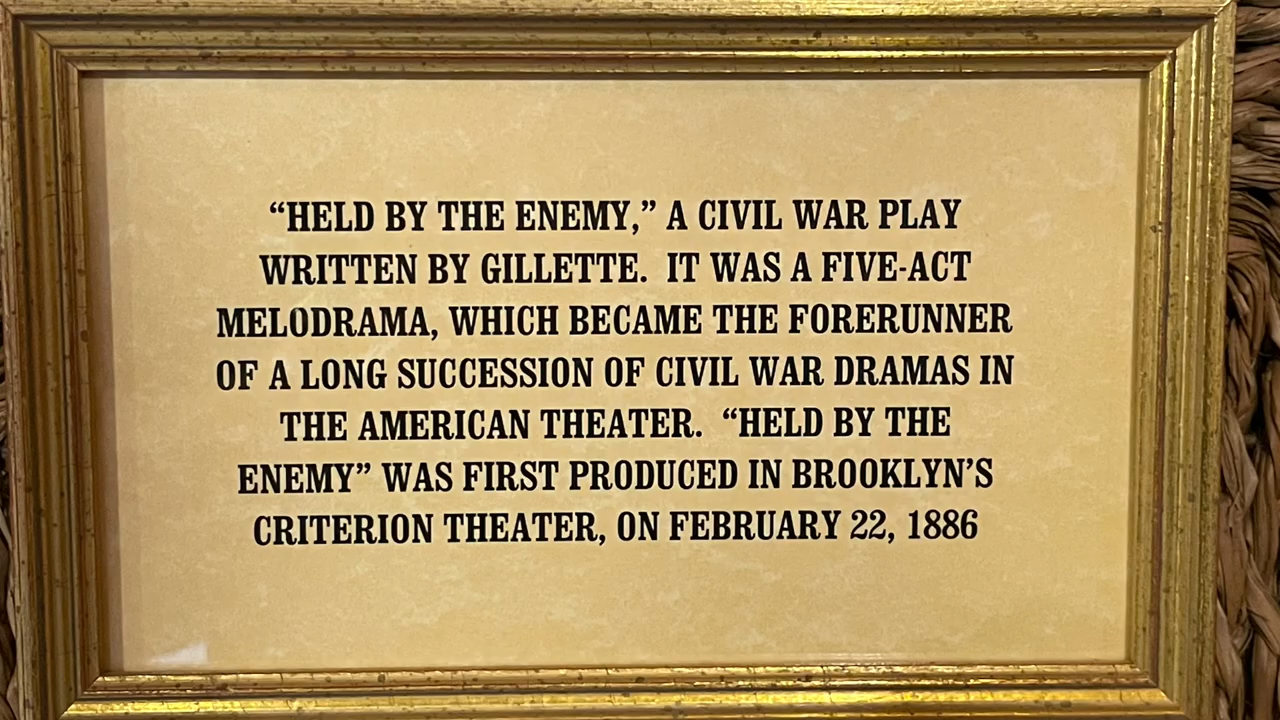 “HELD BY THE ENEMY,” A CIVIL WAR PLAY
WRITTEN BY GILLETTE.  IT WAS A FIVE-ACT
MELODRAMA, WHICH BECAME THE FORERUNNER
OF A LONG SUCCESSION OF CIVIL WAR DRAMAS IN
THE AMERICAN THEATER.  “HELD BY THE
ENEMY” WAS FIRST PRODUCED IN BROOKLYN’S
CRITERION THEATER, ON FEBRUARY 22, 1886